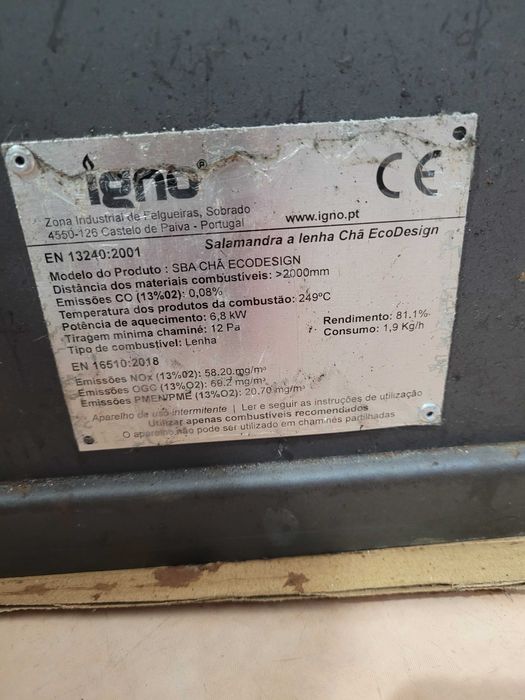 igno®
CE
Zona Industrial de Felgueiras, Sobrado
4550-126 Castelo de Paiva - Portugal
www.igno.pt
Salamandra a lenha Chã EcoDesign
EN 13240:2001
Modelo do Produto : SBA CHÃ ECODESIGN
Distância dos materiais combustíveis: >2000mm
Emissões CO (13%02): 0,08%
Temperatura dos produtos da combustão: 249ºC
Potência de aquecimento: 6,8 kW
Rendimento: 81.1%
Tiragem mínima chaminé: 12 Pa
Consumo: 1,9 Kg/h
Tipo de combustível: Lenha
EN 16510:2018
Emissões NOx (13%O2): 58.20 mg/m³
Emissões OGC (13%O2): 69.2 mg/m³
Emissões PMEN/PME (13%O2): 20.70 mg/m³
Aparelho de uso intermitente | Ler e seguir as instruções de utilização
Utilizar apenas combustíveis recomendados
O aparelho não pode ser utilizado em chaminés partilhadas